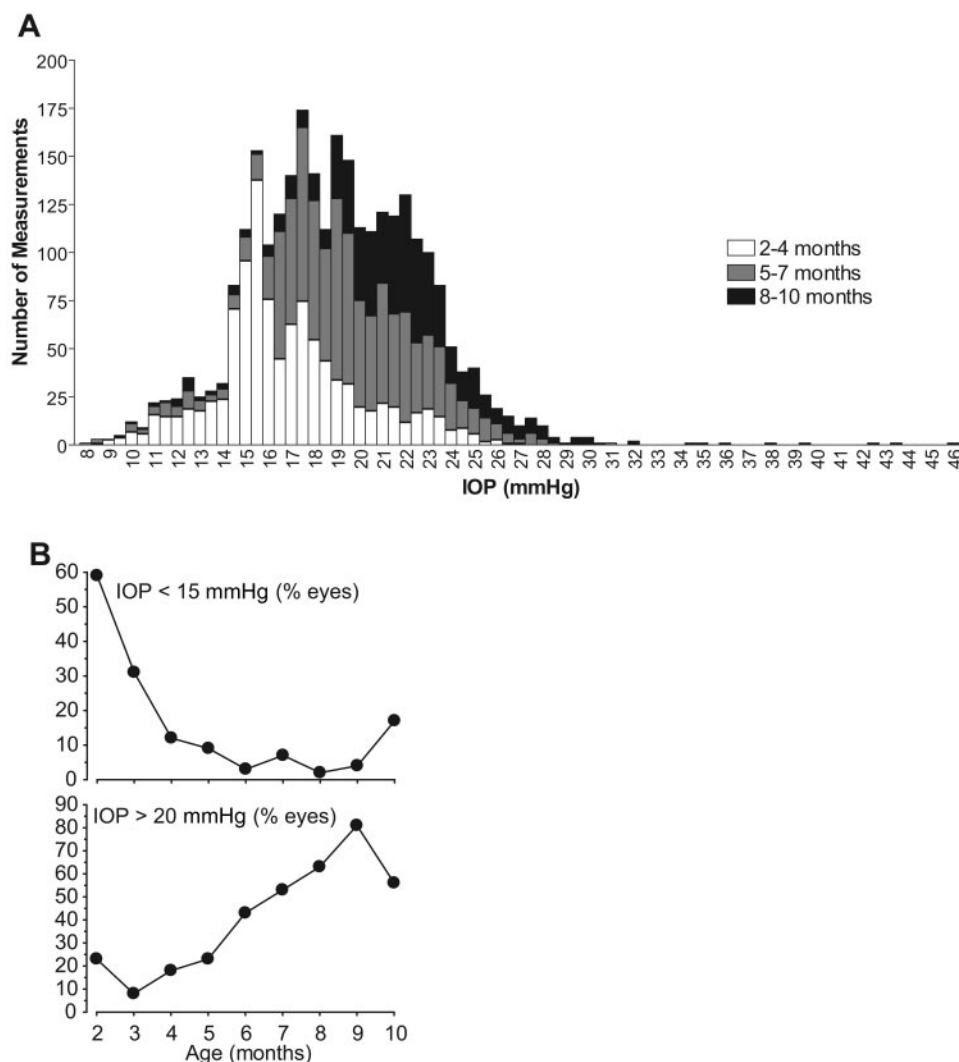 A
200
175
150
125
100
75
50
25
0
Number of Measurements
2-4 months
5-7 months
8-10 months
8 9 10 11 12 13 14 15 16 17 18 19 20 21 22 23 24 25 26 27 28 29 30 31 32 33 34 35 36 37 38 39 40 41 42 43 44 45 46
IOP (mmHg)
B
IOP < 15 mmHg (% eyes)
60
50
40
30
20
10
0
IOP > 20 mmHg (% eyes)
90
80
70
60
50
40
30
20
10
0
2 3 4 5 6 7 8 9 10
Age (months)